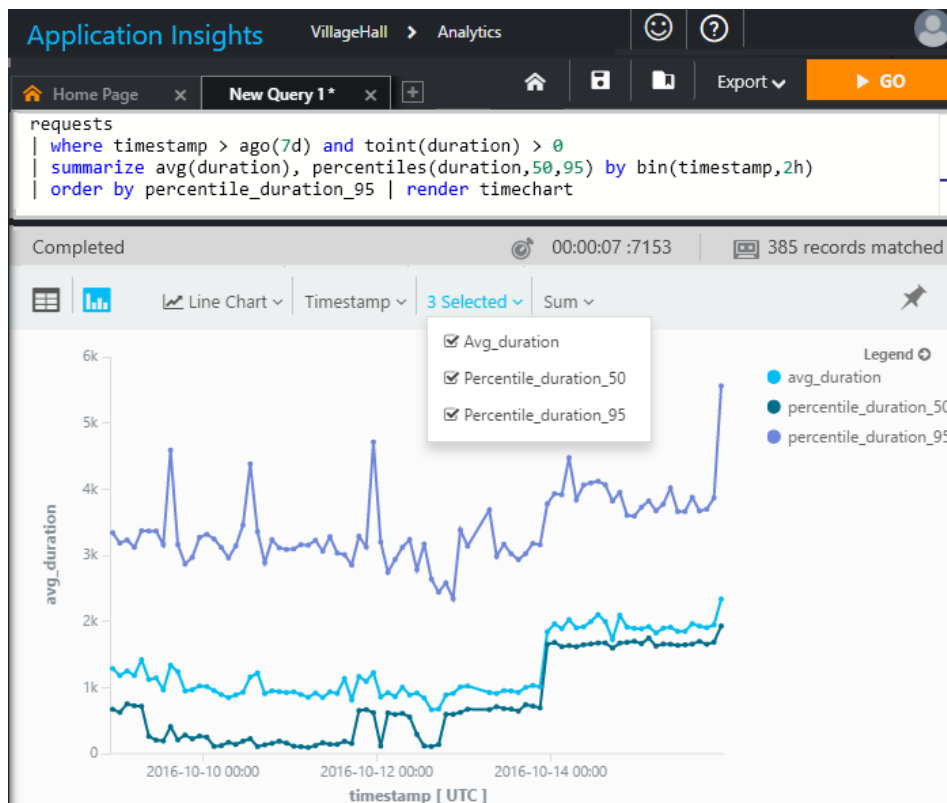 Application Insights VillageHall > Analytics
Home Page × New Query 1* × + Export GO
requests
| where timestamp > ago(7d) and toint(duration) > 0
| summarize avg(duration), percentiles(duration,50,95) by bin(timestamp,2h)
| order by percentile_duration_95 | render timechart
Completed 00:00:07 :7153 385 records matched
Line Chart Timestamp 3 Selected Sum
Avg_duration
Percentile_duration_50
Percentile_duration_95
Legend
avg_duration
percentile_duration_50
percentile_duration_95
6k
5k
4k
3k
2k
1k
0
avg_duration
2016-10-10 00:00 2016-10-12 00:00 2016-10-14 00:00
timestamp [ UTC ]